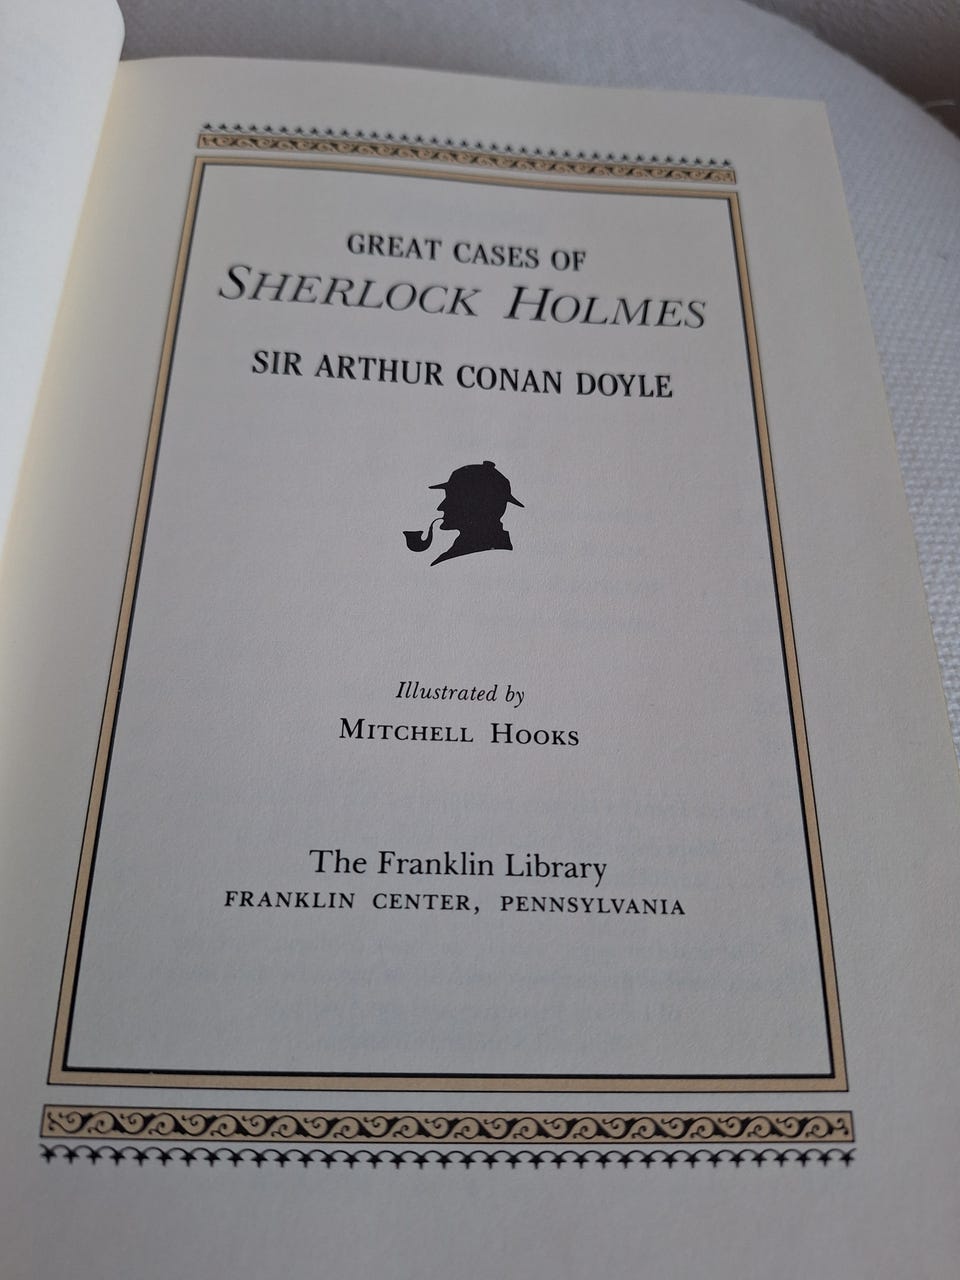 GREAT CASES OF
SHERLOCK HOLMES
SIR ARTHUR CONAN DOYLE
Illustrated by
MITCHELL HOOKS
The Franklin Library
FRANKLIN CENTER, PENNSYLVANIA